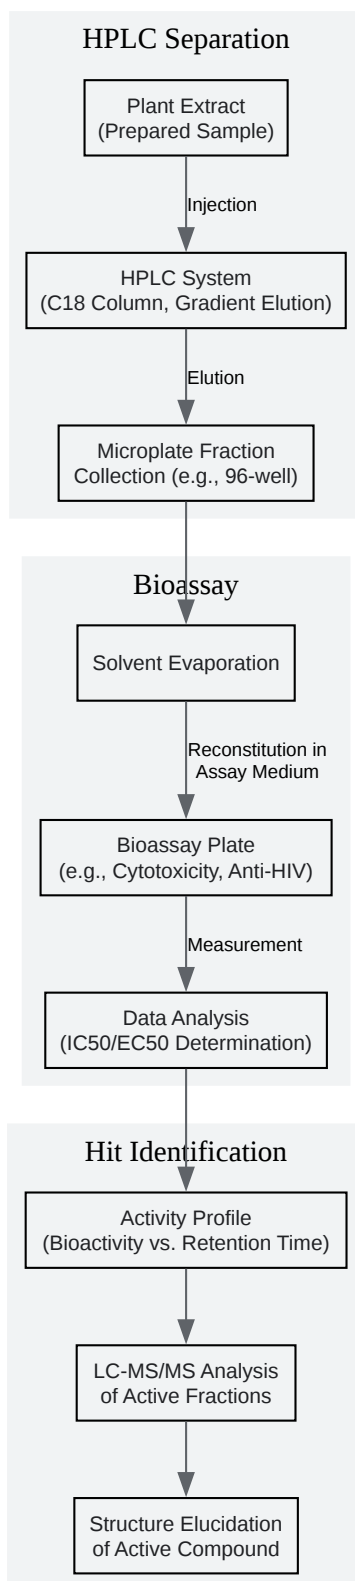 HPLC Separation
Plant Extract
(Prepared Sample)
Injection
HPLC System
(C18 Column, Gradient Elution)
Elution
Microplate Fraction
Collection (e.g., 96-well)
Bioassay
Solvent Evaporation
Reconstitution in
Assay Medium
Bioassay Plate
(e.g., Cytotoxicity, Anti-HIV)
Measurement
Data Analysis
(IC50/EC50 Determination)
Hit Identification
Activity Profile
(Bioactivity vs. Retention Time)
LC-MS/MS Analysis
of Active Fractions
Structure Elucidation
of Active Compound